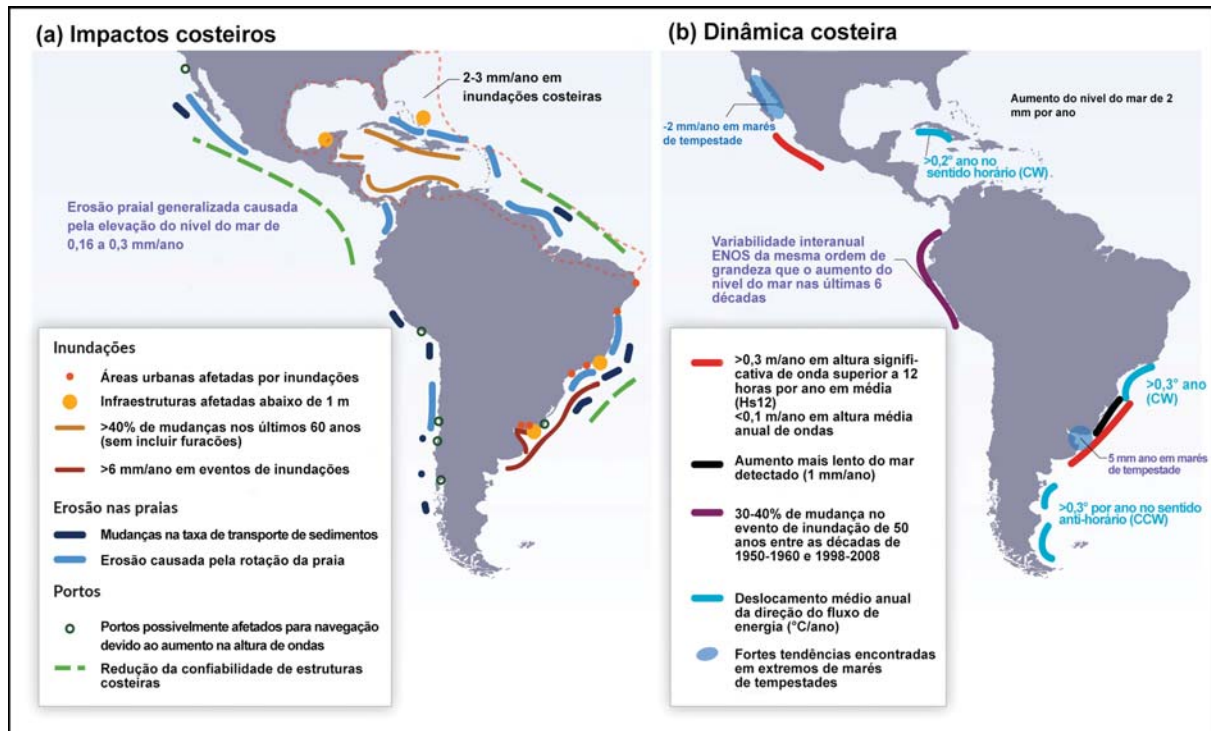 (a) Impactos costeiros
2-3 mm/ano em
inundações costeiras
Erosão praial generalizada causada
pela elevação do nível do mar de
0,16 a 0,3 mm/ano
Inundações
Áreas urbanas afetadas por inundações
Infraestruturas afetadas abaixo de 1 m
>40% de mudanças nos últimos 60 anos
(sem incluir furacões)
>6 mm/ano em eventos de inundações
Erosão nas praias
Mudanças na taxa de transporte de sedimentos
Erosão causada pela rotação da praia
Portos
Portos possivelmente afetados para navegação
devido ao aumento na altura de ondas
Redução da confiabilidade de estruturas
costeiras
(b) Dinâmica costeira
Aumento do nível do mar de 2
mm por ano
-2 mm/ano em marés
de tempestade
>0,2° ano no
sentido horário (CW) .
Variabilidade interanual
ENOS da mesma ordem de
grandeza que o aumento do
nível do mar nas últimas 6
décadas
>0,3° ano
(CW)
5 mm ano em marés
de tempestade
>0,3° por ano no sentido
anti-horário (CCW)
>0,3 m/ano em altura signifi-
cativa de onda superior a 12
horas por ano em média
(Hs12)
<0,1 m/ano em altura média
anual de ondas
Aumento mais lento do mar
detectado (1 mm/ano)
30-40% de mudança no
evento de inundação de 50
anos entre as décadas de
1950-1960 e 1998-2008
Deslocamento médio anual
da direção do fluxo de
energia (°C/ano)
Fortes tendências encontradas
em extremos de marés
de tempestades